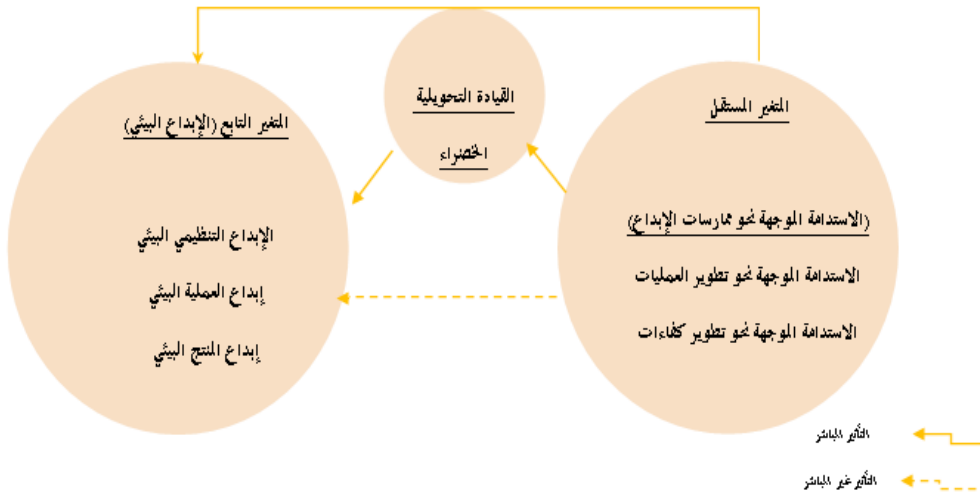 المتغير المستقل
(الاستدامة الموجهة نحو ممارسات الإبداع)
الاستدامة الموجهة نحو تطوير العمليات
الاستدامة الموجهة نحو تطوير كفاءات
القيادة التحويلية
الخضراء
المتغير التابع (الإبداع البيئي)
الإبداع التنظيمي البيئي
إبداع العملية البيئي
إبداع المنتج البيئي
التأثير المباشر
التأثير غير المباشر